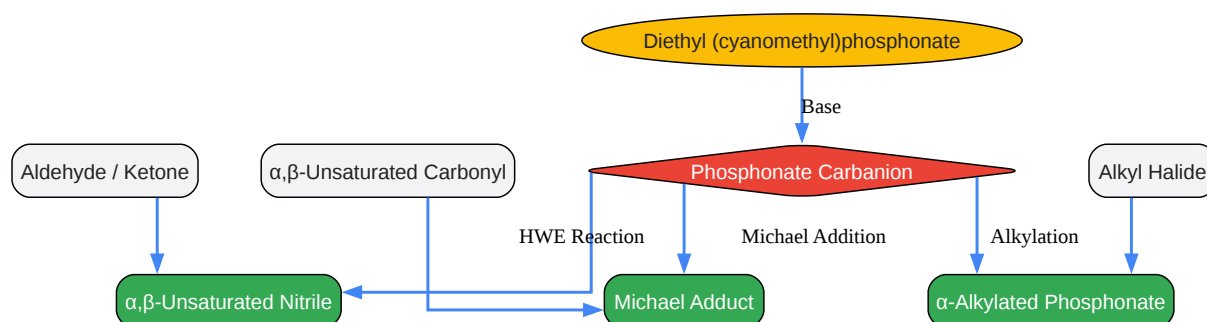 Diethyl (cyanomethyl)phosphonate
Base
Aldehyde / Ketone
α,β-Unsaturated Carbonyl
Phosphonate Carbanion
Alkyl Halide
HWE Reaction
Michael Addition
Alkylation
α,β-Unsaturated Nitrile
Michael Adduct
α-Alkylated Phosphonate